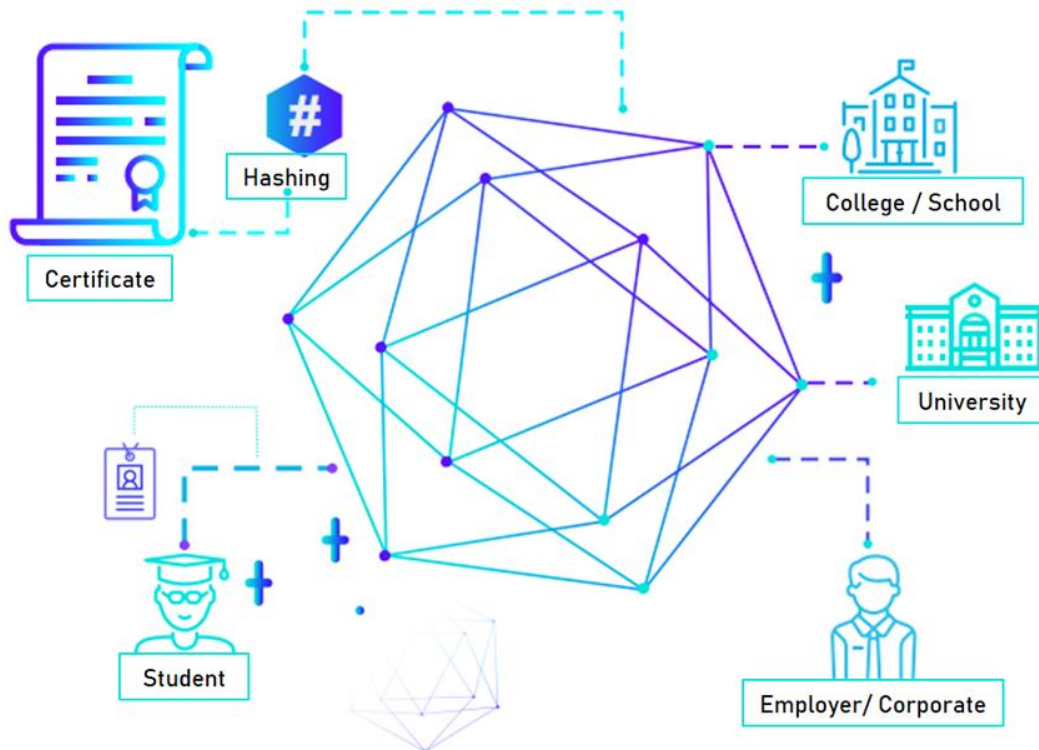 #
Hashing
Certificate
College / School
University
Student
Employer/ Corporate